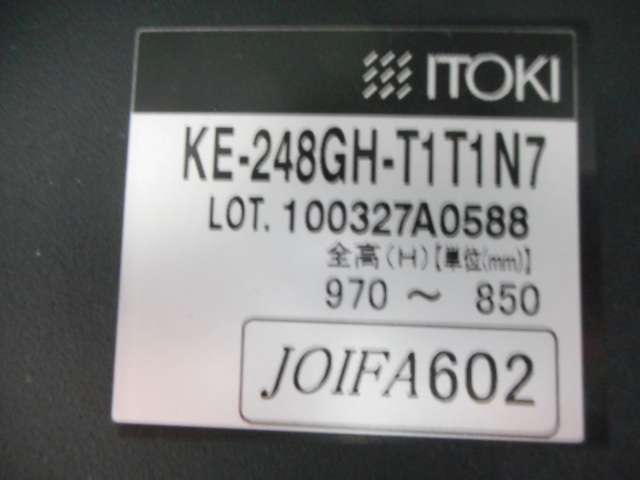 ITOKI
KE-248GH-T1T1N7
LOT. 100327A0588
全高(H)【単位(mm)】
970 ~ 850
JOIFA602